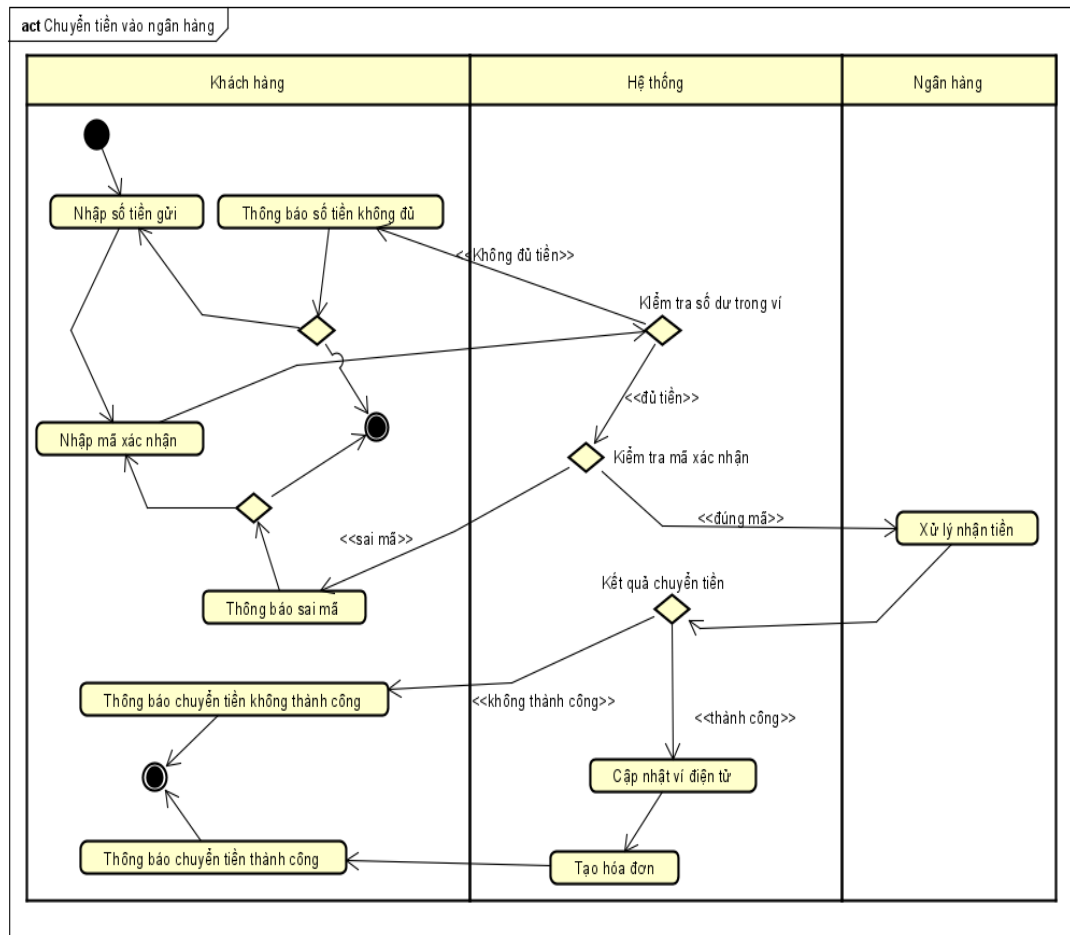 act Chuyển tiền vào ngân hàng
Khách hàng
Hệ thống
Ngân hàng
Nhập số tiền gửi
Thông báo số tiền không đủ
<<Không đủ tiền>>
Kiểm tra số dư trong ví
<<đủ tiền>>
Nhập mã xác nhận
Kiểm tra mã xác nhận
<<sai mã>>
<<đúng mã>>
Xử lý nhận tiền
Kết quả chuyển tiền
Thông báo sai mã
Thông báo chuyển tiền không thành công
<<không thành công>>
<<thành công>>
Cập nhật ví điện tử
Thông báo chuyển tiền thành công
Tạo hóa đơn